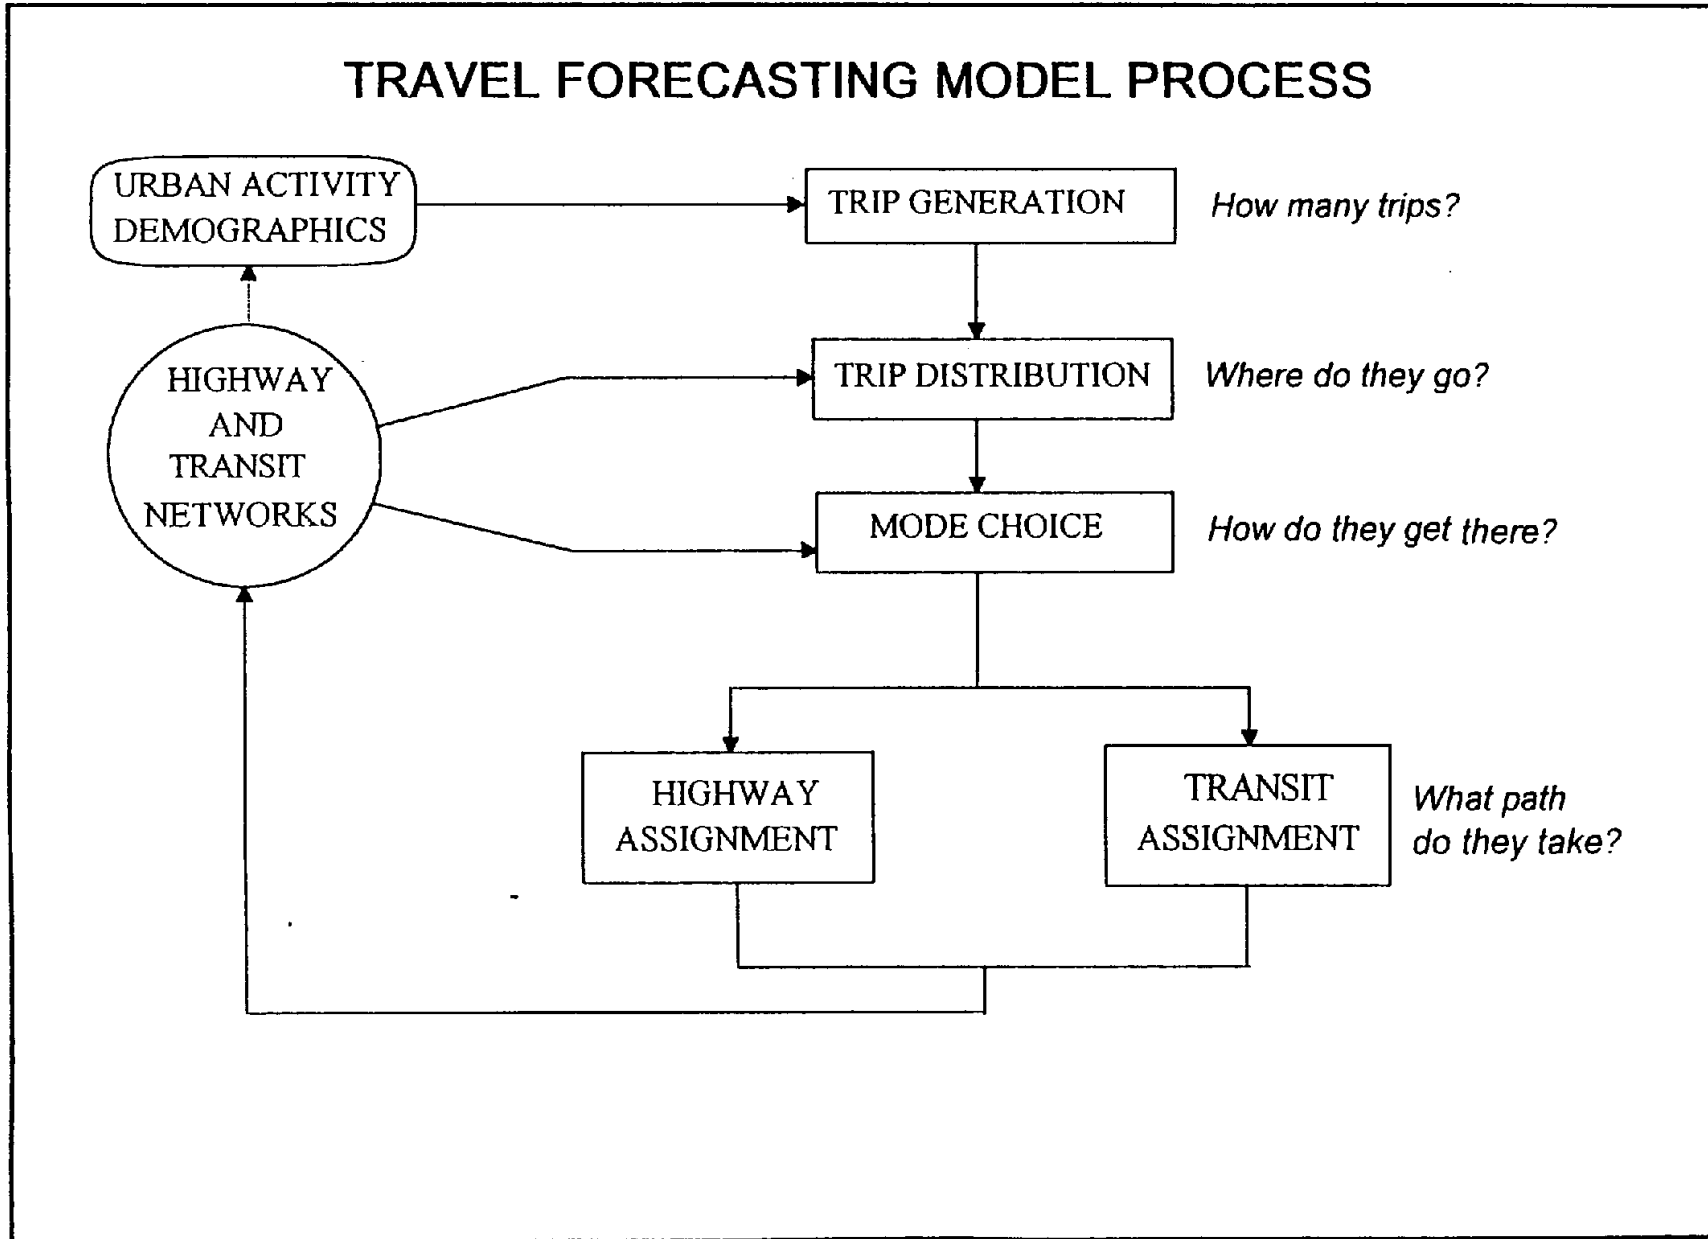 TRAVEL FORECASTING MODEL PROCESS
URBAN ACTIVITY
DEMOGRAPHICS
TRIP GENERATION
How many trips?
HIGHWAY
AND
TRANSIT
NETWORKS
TRIP DISTRIBUTION
Where do they go?
MODE CHOICE
How do they get there?
HIGHWAY
ASSIGNMENT
TRANSIT
ASSIGNMENT
What path
do they take?